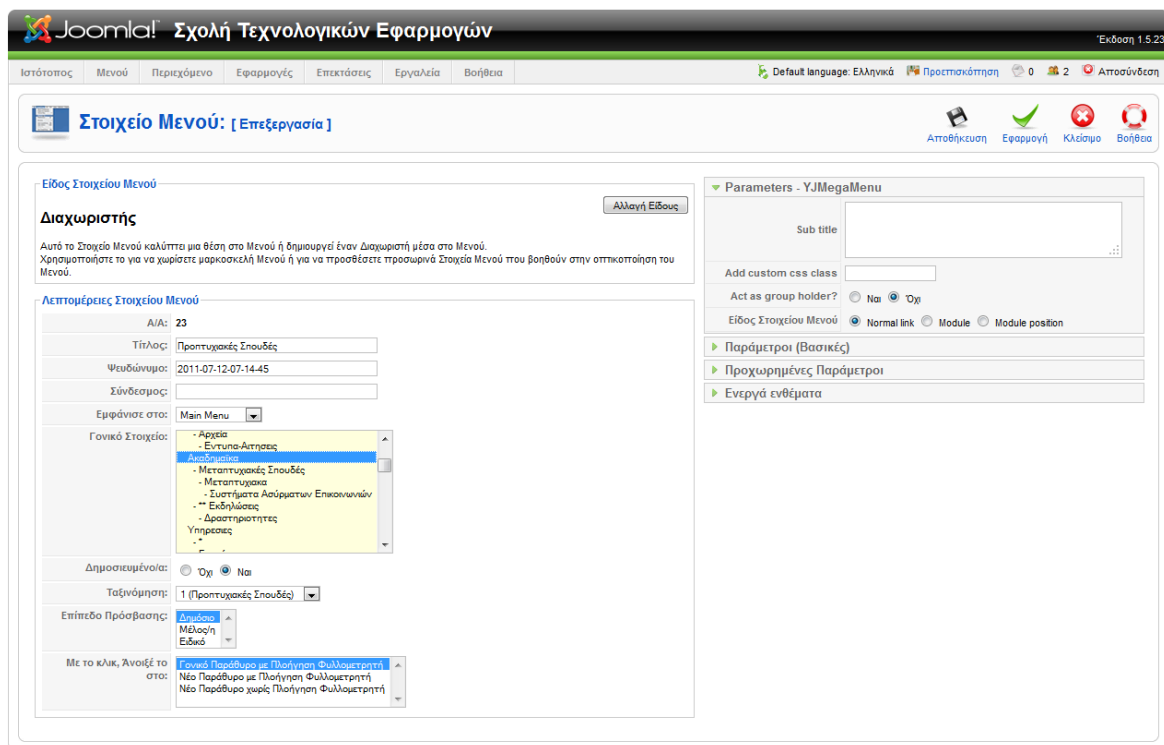 Joomla! Σχολή Τεχνολογικών Εφαρμογών
Έκδοση 1.5.23
Ιστότοπος Μενού Περιεχόμενο Εφαρμογές Επεκτάσεις Εργαλεία Βοήθεια
Default language: Ελληνικά Προεπισκόπηση 0 2 Αποσύνδεση
Στοιχείο Μενού: [ Επεξεργασία ]
Αποθήκευση Εφαρμογή Κλείσιμο Βοήθεια
Είδος Στοιχείου Μενού
Αλλαγή Είδους
Διαχωριστής
Αυτό το Στοιχείο Μενού καλύπτει μια θέση στο Μενού ή δημιουργεί έναν Διαχωριστή μέσα στο Μενού.
Χρησιμοποιήστε το για να χωρίσετε μαρκοσκελή Μενού ή για να προσθέσετε προσωρινά Στοιχεία Μενού που βοηθούν στην οπτικοποίηση του
Μενού.
Λεπτομέρειες Στοιχείου Μενού
Α/Α: 23
Τίτλος: Προπτυχιακές Σπουδές
Ψευδώνυμο: 2011-07-12-07-14-45
Σύνδεσμος:
Εμφάνισε στο: Main Menu
Γονικό Στοιχείο:
- Αρχεία
- Εντυπα-Αιτησεις
Ακαδημαϊκα
- Μεταπτυχιακές Σπουδές
- Μεταπτυχιακα
- Συστήματα Ασύρματων Επικοινωνιών
- ** Εκδηλώσεις
- Δραστηριοτητες
Υπηρεσιες
- *
Δημοσιευμένο/α: Όχι Ναι
Ταξινόμηση: 1 (Προπτυχιακές Σπουδές)
Επίπεδο Πρόσβασης: Δημόσιο
Μέλος/η
Ειδικό
Με το κλικ, Άνοιξέ το στο:
Γονικό Παράθυρο με Πλοήγηση Φυλλομετρητή
Νέο Παράθυρο με Πλοήγηση Φυλλομετρητή
Νέο Παράθυρο χωρίς Πλοήγηση Φυλλομετρητή
Parameters - YJMegaMenu
Sub title
Add custom css class
Act as group holder? Ναι Όχι
Είδος Στοιχείου Μενού Normal link Module Module position
Παράμετροι (Βασικές)
Προχωρημένες Παράμετροι
Ενεργά ενθέματα